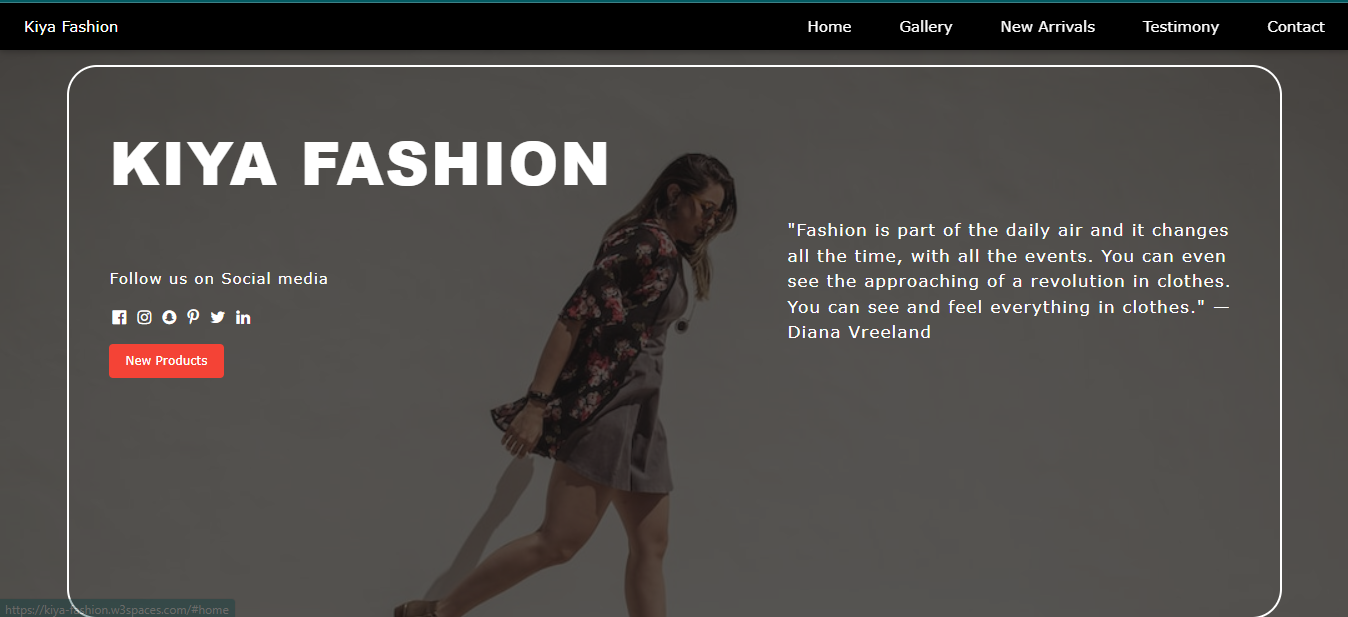 Kiya Fashion
Home
Gallery
New Arrivals
Testimony
Contact
KIYA FASHION
"Fashion is part of the daily air and it changes
all the time, with all the events. You can even
see the approaching of a revolution in clothes.
You can see and feel everything in clothes." —
Diana Vreeland
Follow us on Social media
New Products
https://kiya-fashion.w3spaces.com/#home